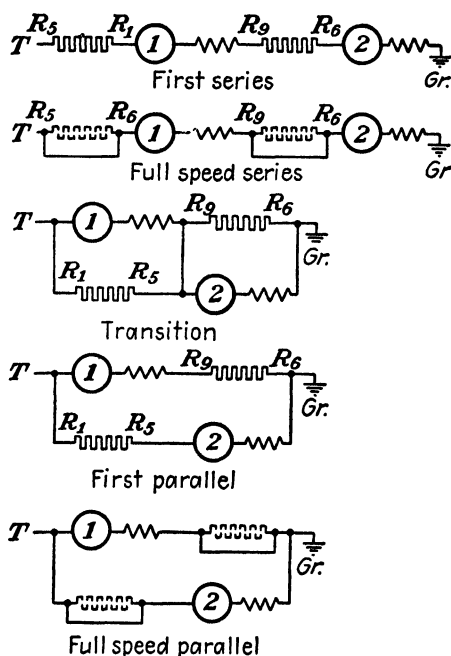 R5 R1 R9 R6
T 1 2
Gr.
First series
R5 R6 R9 R6
T 1 2
Gr
Full speed series
T 1 R9 R6
Gr.
R1 R5 2
Transition
T 1 R9 R6
Gr.
R1 R5 2
First parallel
T 1
Gr.
2
Full speed parallel